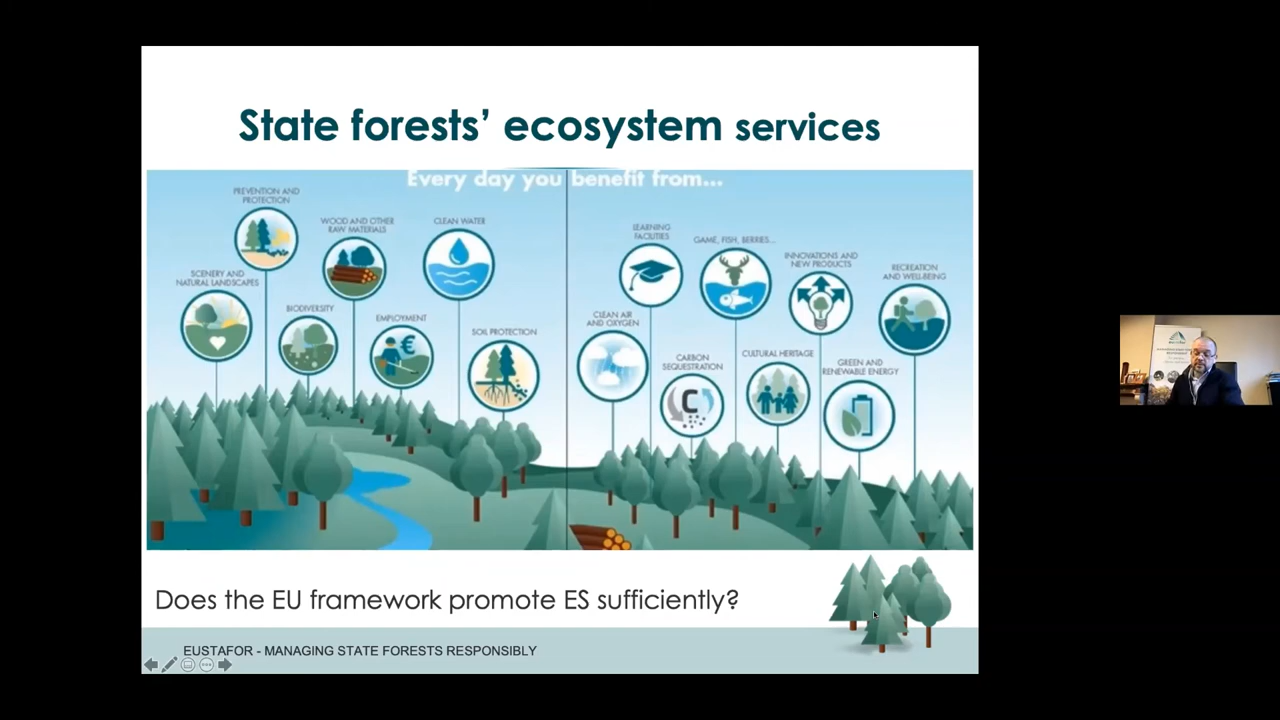 State forests’ ecosystem services
Every day you benefit from...
PREVENTION AND
PROTECTION
WOOD AND OTHER
RAW MATERIALS
CLEAN WATER
SCENERY AND
NATURAL LANDSCAPES
BIODIVERSITY
EMPLOYMENT
€
SOIL PROTECTION
LEARNING
FACILITIES
GAME, FISH, BERRIES...
INNOVATIONS AND
NEW PRODUCTS
RECREATION
AND WELL-BEING
CLEAN AIR
AND OXYGEN
CARBON
SEQUESTRATION
C
CULTURAL HERITAGE
GREEN AND
RENEWABLE ENERGY
Does the EU framework promote ES sufficiently?
EUSTAFOR - MANAGING STATE FORESTS RESPONSIBLY